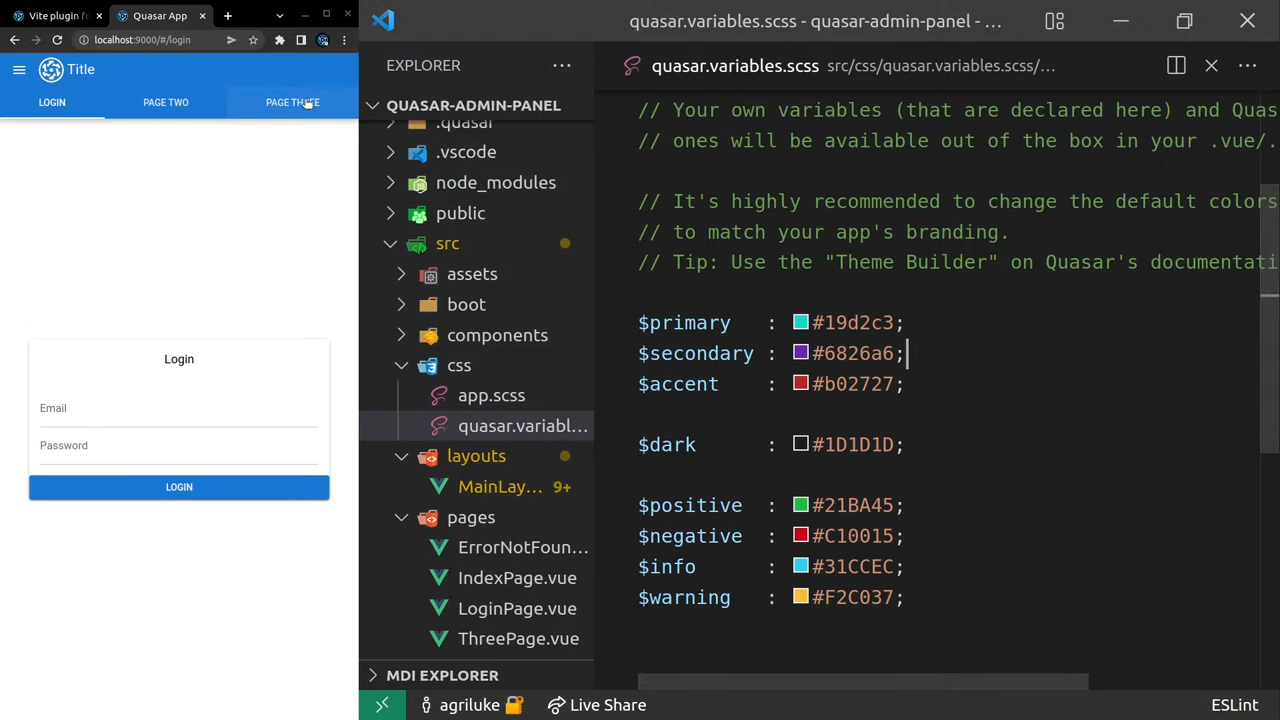 Vite plugin fo
Quasar App
localhost:9000/#/login
Title
LOGIN
PAGE TWO
PAGE THREE
Login
Email
Password
LOGIN
quasar.variables.scss - quasar-admin-panel - ...
EXPLORER
QUASAR-ADMIN-PANEL
.quasar
.vscode
node_modules
public
src
assets
boot
components
css
app.scss
quasar.variabl...
layouts
MainLay... 9+
pages
ErrorNotFoun...
IndexPage.vue
LoginPage.vue
ThreePage.vue
MDI EXPLORER
quasar.variables.scss src/css/quasar.variables.scss/...
// Your own variables (that are declared here) and Quas
// ones will be available out of the box in your .vue/.
// It's highly recommended to change the default colors
// to match your app's branding.
// Tip: Use the "Theme Builder" on Quasar's documentati
$primary : #19d2c3;
$secondary : #6826a6;
$accent : #b02727;
$dark : #1D1D1D;
$positive : #21BA45;
$negative : #C10015;
$info : #31CCEC;
$warning : #F2C037;
agriluke
Live Share
ESLint